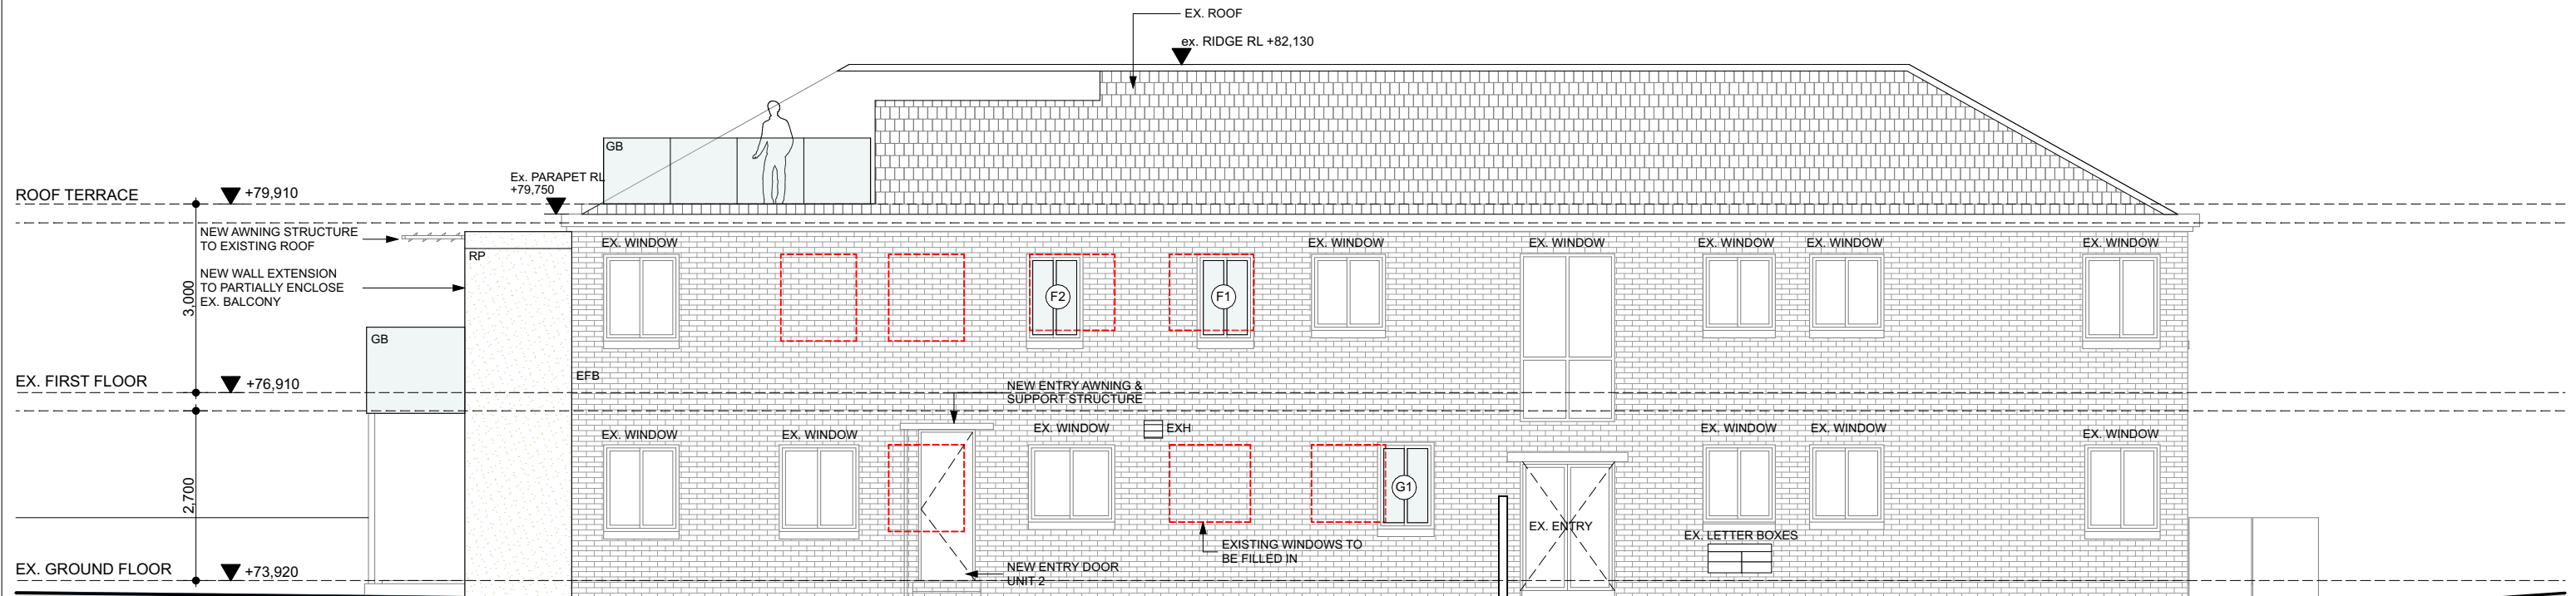 EX. ROOF
ex. RIDGE RL +82,130
GB
Ex. PARAPET RL
+79,750
ROOF TERRACE
+79,910
NEW AWNING STRUCTURE
TO EXISTING ROOF
RP
NEW WALL EXTENSION
TO PARTIALLY ENCLOSE
EX. BALCONY
3,000
EX. WINDOW
EX. WINDOW
EX. WINDOW
EX. WINDOW
EX. WINDOW
EX. WINDOW
F2
F1
GB
EX. FIRST FLOOR
+76,910
EFB
NEW ENTRY AWNING &
SUPPORT STRUCTURE
EX. WINDOW
EX. WINDOW
EX. WINDOW
EXH
EX. WINDOW
EX. WINDOW
EX. WINDOW
2,700
G1
EX. ENTRY
EX. LETTER BOXES
EXISTING WINDOWS TO
BE FILLED IN
EX. GROUND FLOOR
+73,920
NEW ENTRY DOOR
UNIT 2